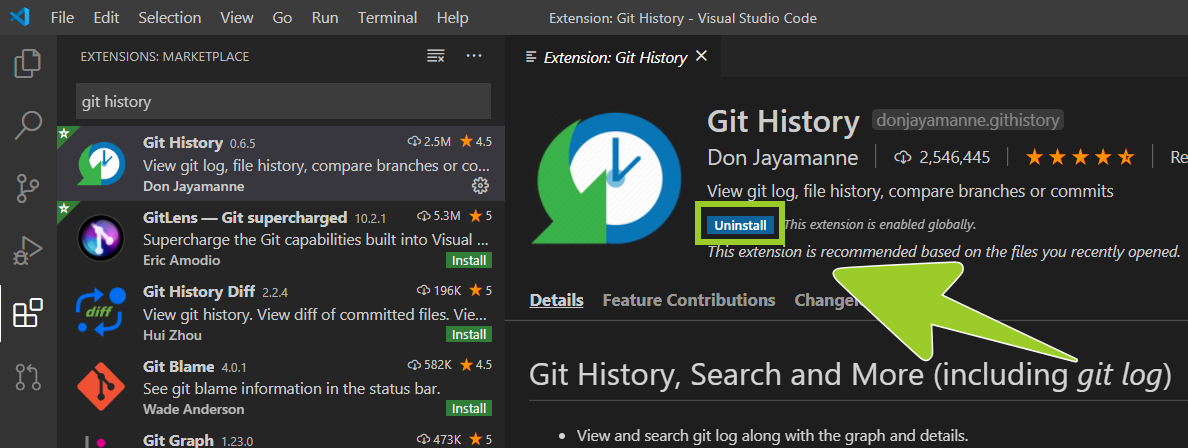 File Edit Selection View Go Run Terminal Help
Extension: Git History - Visual Studio Code
EXTENSIONS: MARKETPLACE
git history
Git History 0.6.5 2.5M 4.5
View git log, file history, compare branches or co...
Don Jayamanne
GitLens — Git supercharged 10.2.1 5.3M 5
Supercharge the Git capabilities built into Visual ...
Eric Amodio
Install
Git History Diff 2.2.4 196K 5
View git history. View diff of committed files. Vie...
Hui Zhou
Install
diff
Git Blame 4.0.1 582K 4.5
See git blame information in the status bar.
Wade Anderson
Install
Git Graph 1.23.0 473K 5
Extension: Git History
Git History donjayamanne.githistory
Don Jayamanne 2,546,445 Re
View git log, file history, compare branches or commits
Uninstall This extension is enabled globally.
This extension is recommended based on the files you recently opened.
Details Feature Contributions Change
Git History, Search and More (including git log)
• View and search git log along with the graph and details.